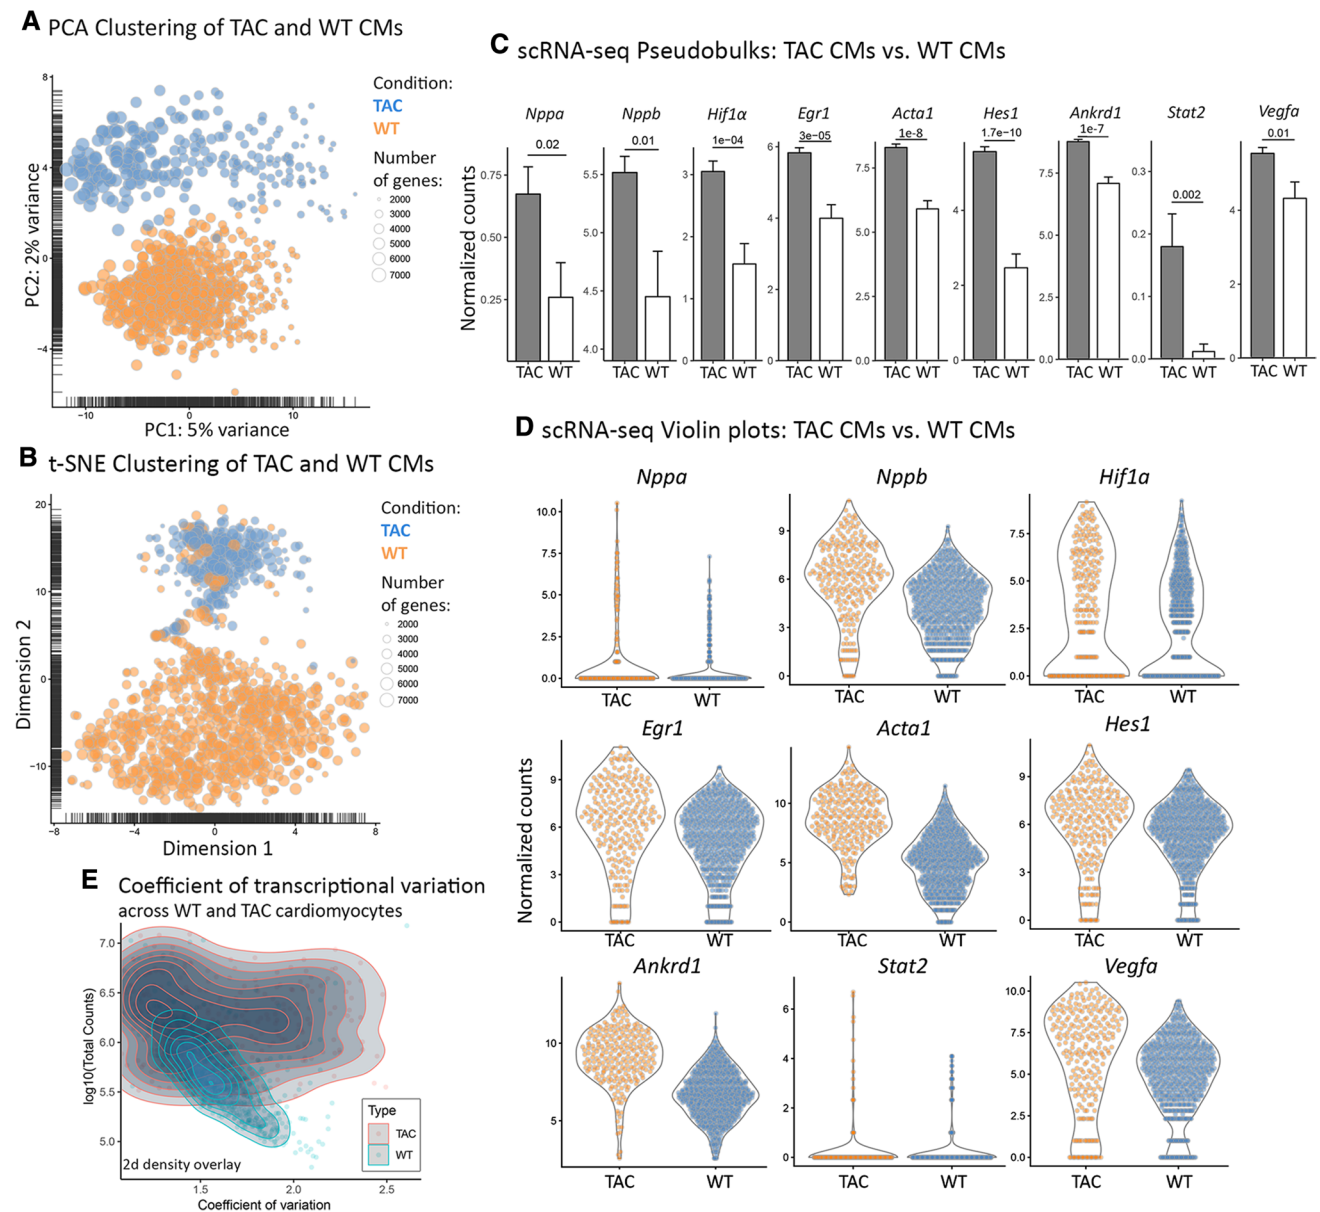 A PCA Clustering of TAC and WT CMs
8
4
0
−4
PC2: 2% variance
−10
0
10
PC1: 5% variance
Condition:
TAC
WT
Number
of genes:
2000
3000
4000
5000
6000
7000
B t-SNE Clustering of TAC and WT CMs
20
10
0
−10
Dimension 2
−8
−4
0
4
8
Dimension 1
Condition:
TAC
WT
Number
of genes:
2000
3000
4000
5000
6000
7000
C scRNA-seq Pseudobulks: TAC CMs vs. WT CMs
Normalized counts
Nppa
0.02
0.75
0.50
0.25
TAC WT
Nppb
0.01
5.5
5.0
4.5
4.0
TAC WT
Hif1α
1e−04
3
2
1
0
TAC WT
Egr1
3e−05
6
4
2
0
TAC WT
Acta1
1e-8
7.5
5.0
2.5
0.0
TAC WT
Hes1
1.7e−10
4
2
0
TAC WT
Ankrd1
1e-7
7.5
5.0
2.5
0.0
TAC WT
Stat2
0.002
0.3
0.1
0.0
TAC WT
Vegfa
0.01
4
2
0
TAC WT
D scRNA-seq Violin plots: TAC CMs vs. WT CMs
Normalized counts
Nppa
10.0
7.5
5.0
2.5
0.0
TAC WT
Nppb
9
6
3
0
TAC WT
Hif1a
7.5
5.0
2.5
0.0
TAC WT
Egr1
9
6
3
0
TAC WT
Acta1
10
5
0
TAC WT
Hes1
9
6
3
0
TAC WT
Ankrd1
10
5
TAC WT
Stat2
6
4
2
0
TAC WT
Vegfa
10.0
7.5
5.0
2.5
0.0
TAC WT
E Coefficient of transcriptional variation
across WT and TAC cardiomyocytes
7.0
6.5
6.0
5.5
5.0
log10(Total Counts)
2d density overlay
Type
TAC
WT
1.5
2.0
2.5
Coefficient of variation